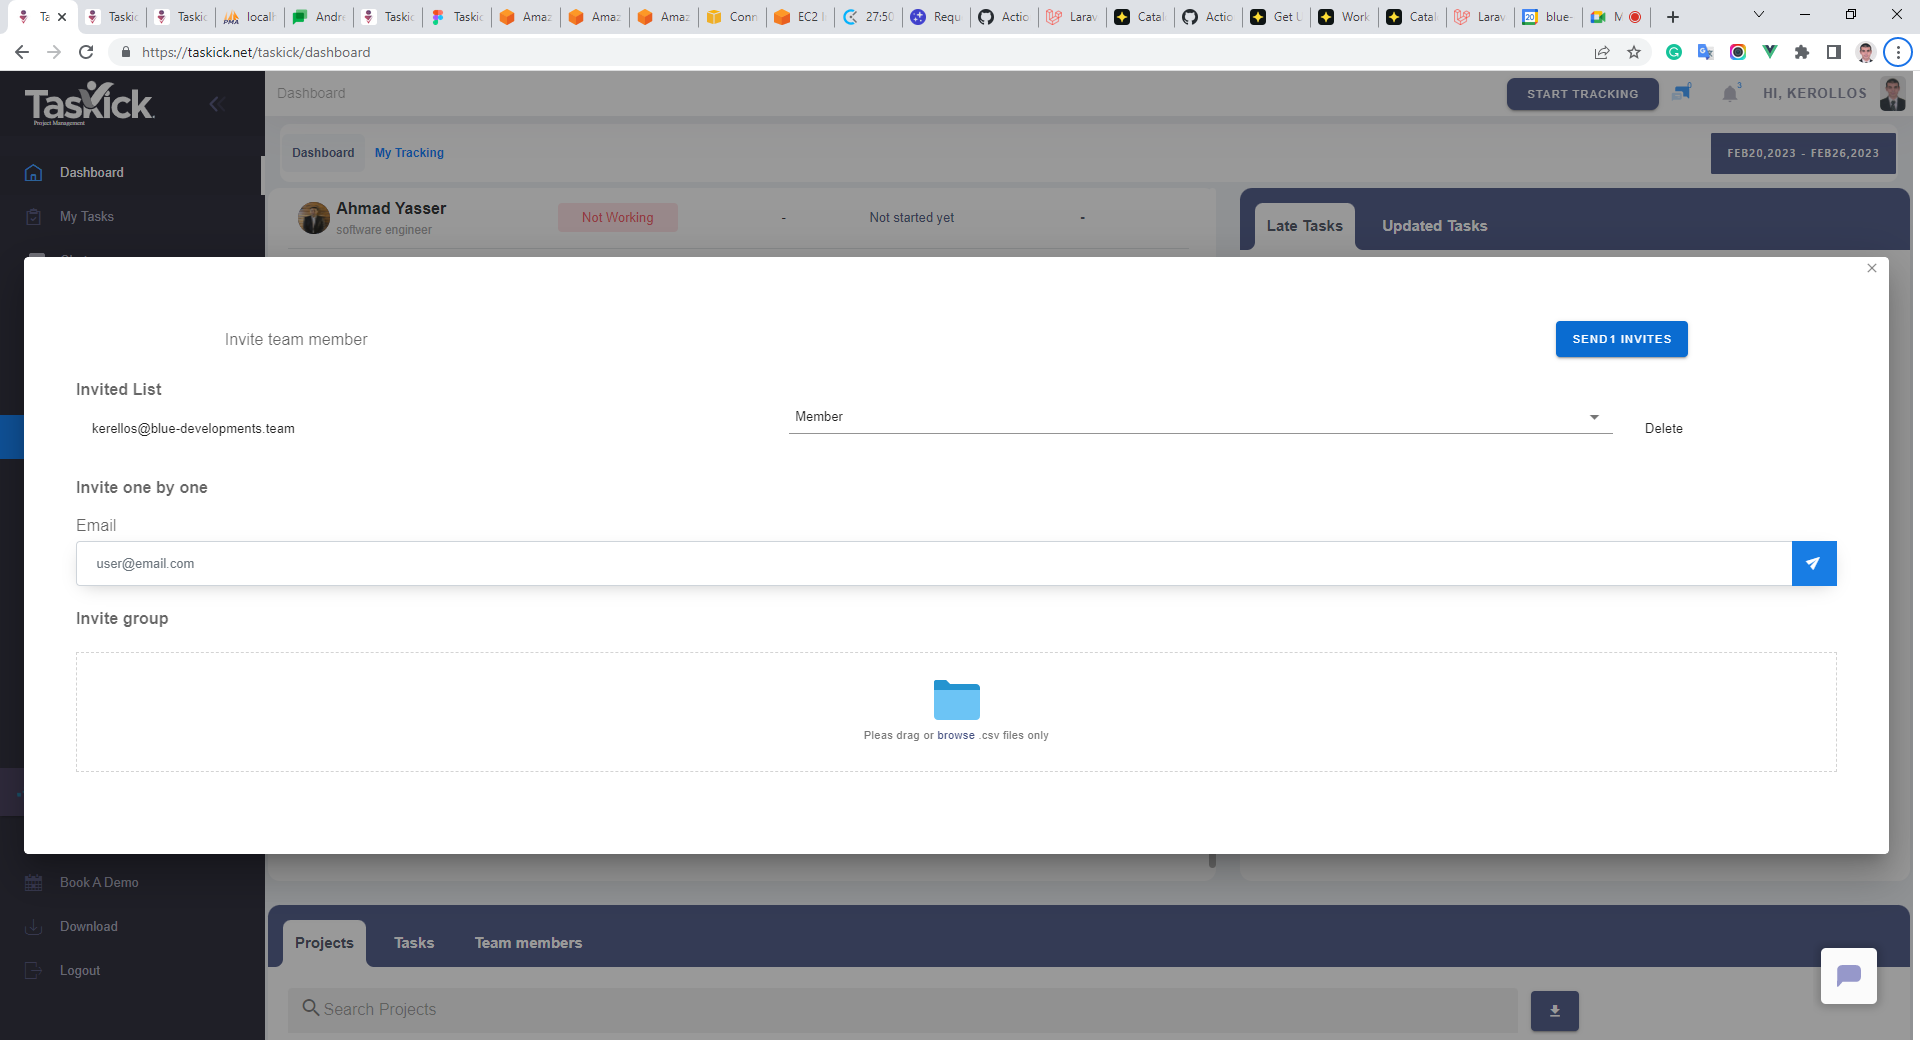 Ta
Taskic
Taskic
localh
Andre
Taskic
Taskic
Amaz
Amaz
Amaz
Conn
EC2 I
27:50
Requ
Actio
Larav
Catal
Actio
Get U
Work
Catal
Larav
blue-
M
https://taskick.net/taskick/dashboard
Taskick
Project Management
Dashboard
START TRACKING
3
HI, KEROLLOS
Dashboard
My Tracking
FEB20,2023 - FEB26,2023
Dashboard
My Tasks
Ahmad Yasser
software engineer
Not Working
-
Not started yet
-
Late Tasks
Updated Tasks
Invite team member
SEND1 INVITES
Invited List
kerellos@blue-developments.team
Member
Delete
Invite one by one
Email
user@email.com
Invite group
Pleas drag or browse .csv files only
Book A Demo
Download
Logout
Projects
Tasks
Team members
Search Projects